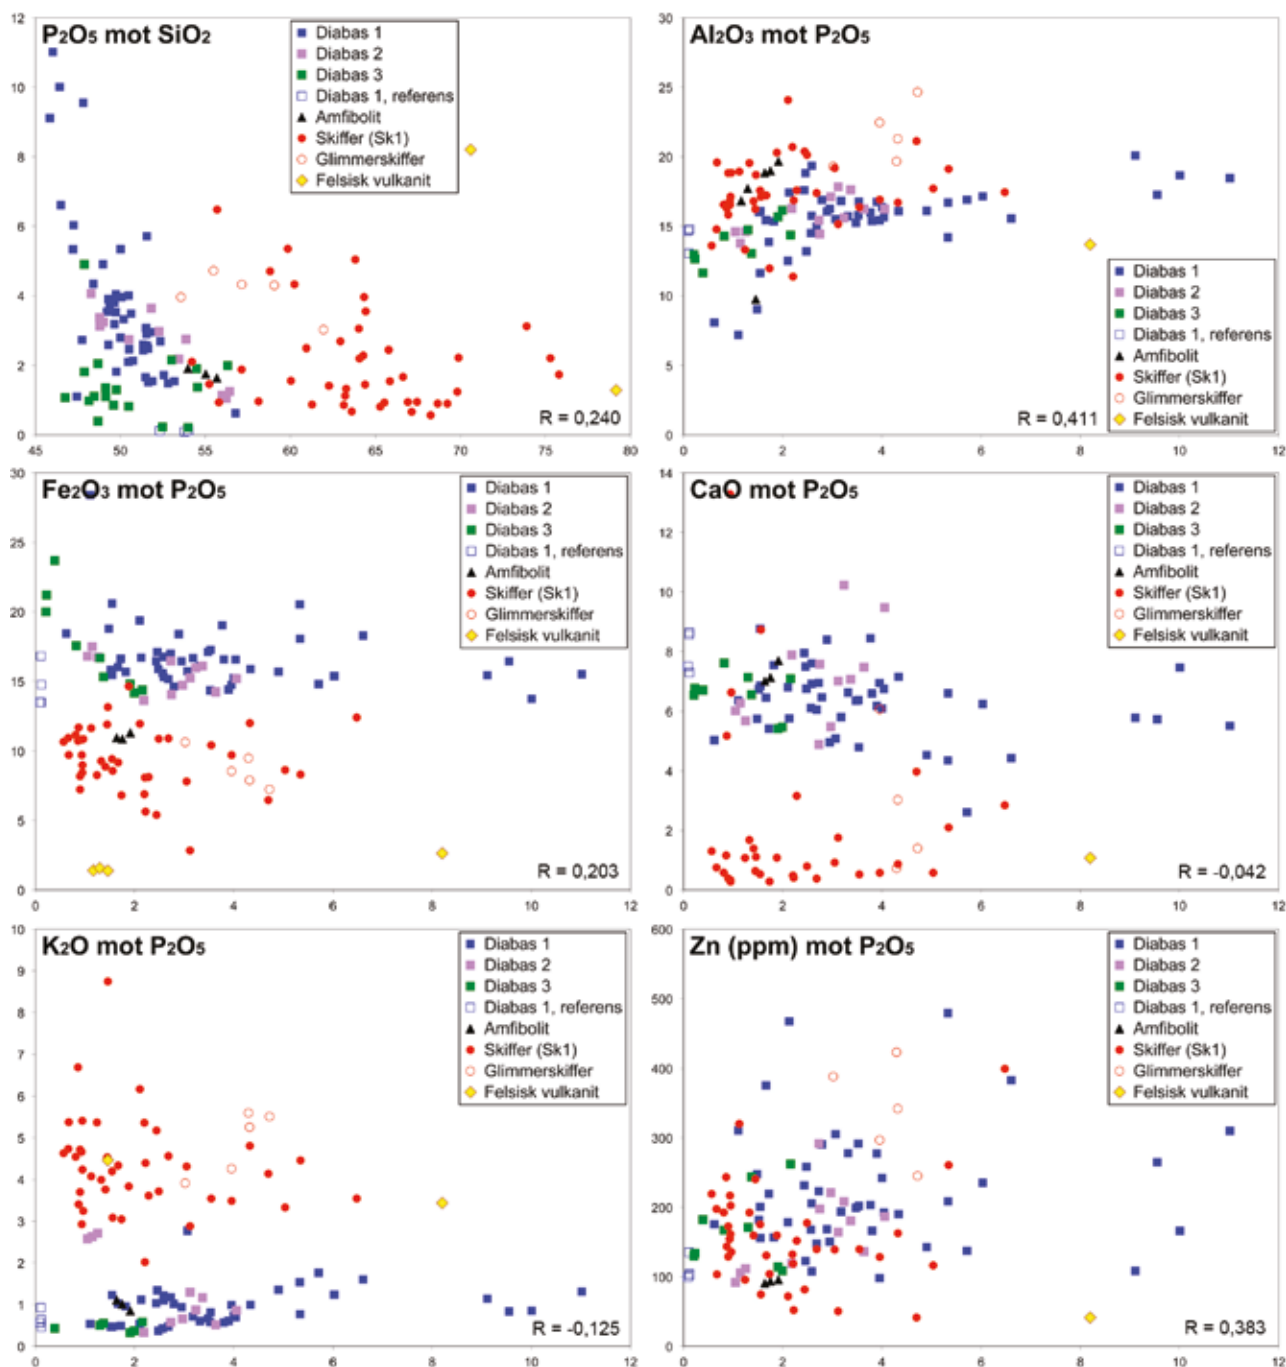 P2O5 mot SiO2
12
10
8
6
4
2
0
45
50
55
60
65
70
75
80
Diabas 1
Diabas 2
Diabas 3
Diabas 1, referens
Amfibolit
Skiffer (Sk1)
Glimmerskiffer
Felsisk vulkanit
R = 0,240
Al2O3 mot P2O5
30
25
20
15
10
5
0
0
2
4
6
8
10
12
Diabas 1
Diabas 2
Diabas 3
Diabas 1, referens
Amfibolit
Skiffer (Sk1)
Glimmerskiffer
Felsisk vulkanit
R = 0,411
Fe2O3 mot P2O5
30
25
20
15
10
5
0
0
2
4
6
8
10
12
Diabas 1
Diabas 2
Diabas 3
Diabas 1, referens
Amfibolit
Skiffer (Sk1)
Glimmerskiffer
Felsisk vulkanit
R = 0,203
CaO mot P2O5
14
12
10
8
6
4
2
0
0
2
4
6
8
10
12
Diabas 1
Diabas 2
Diabas 3
Diabas 1, referens
Amfibolit
Skiffer (Sk1)
Glimmerskiffer
Felsisk vulkanit
R = -0,042
K2O mot P2O5
10
9
8
7
6
5
4
3
2
1
0
0
2
4
6
8
10
12
Diabas 1
Diabas 2
Diabas 3
Diabas 1, referens
Amfibolit
Skiffer (Sk1)
Glimmerskiffer
Felsisk vulkanit
R = -0,125
Zn (ppm) mot P2O5
600
500
400
300
200
100
0
0
2
4
6
8
10
12
Diabas 1
Diabas 2
Diabas 3
Diabas 1, referens
Amfibolit
Skiffer (Sk1)
Glimmerskiffer
Felsisk vulkanit
R = 0,383